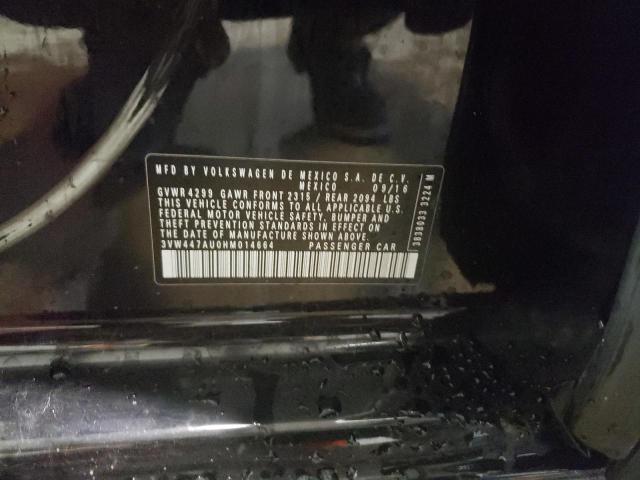 MFD BY VOLKSWAGEN DE MEXICO S.A. DE C.V.
MEXICO 09/16
GVWR 4299 GAWR FRONT 2315 / REAR 2094 LBS
THIS VEHICLE CONFORMS TO ALL APPLICABLE U.S.
FEDERAL MOTOR VEHICLE SAFETY, BUMPER AND
THEFT PREVENTION STANDARDS IN EFFECT ON
THE DATE OF MANUFACTURE SHOWN ABOVE.
3VW447AU0HM014664 PASSENGER CAR
3838033 3224 M